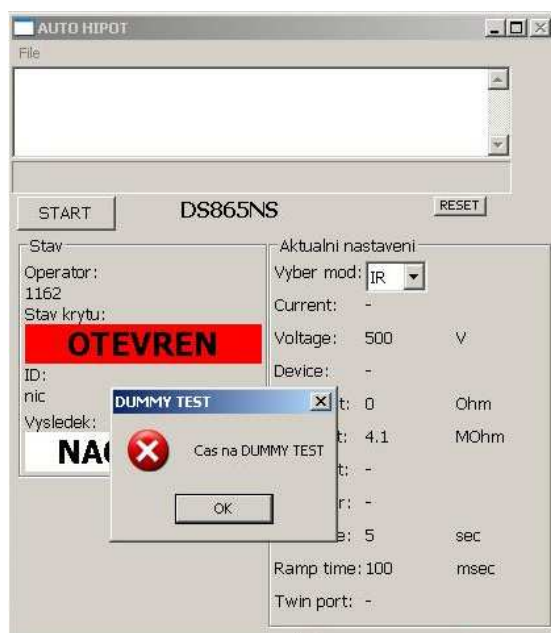 AUTO HIPOT
File
START
DS865NS
RESET
Stav
Operator:
1162
Stav krytu:
OTEVREN
ID:
nic
Vysledek:
Aktualni nastaveni
Vyber mod: IR
Current: -
Voltage: 500 V
Device: -
t: 0 Ohm
t: 4.1 MOhm
t: -
r: -
e: 5 sec
Ramp time: 100 msec
Twin port: -
DUMMY TEST
Cas na DUMMY TEST
OK